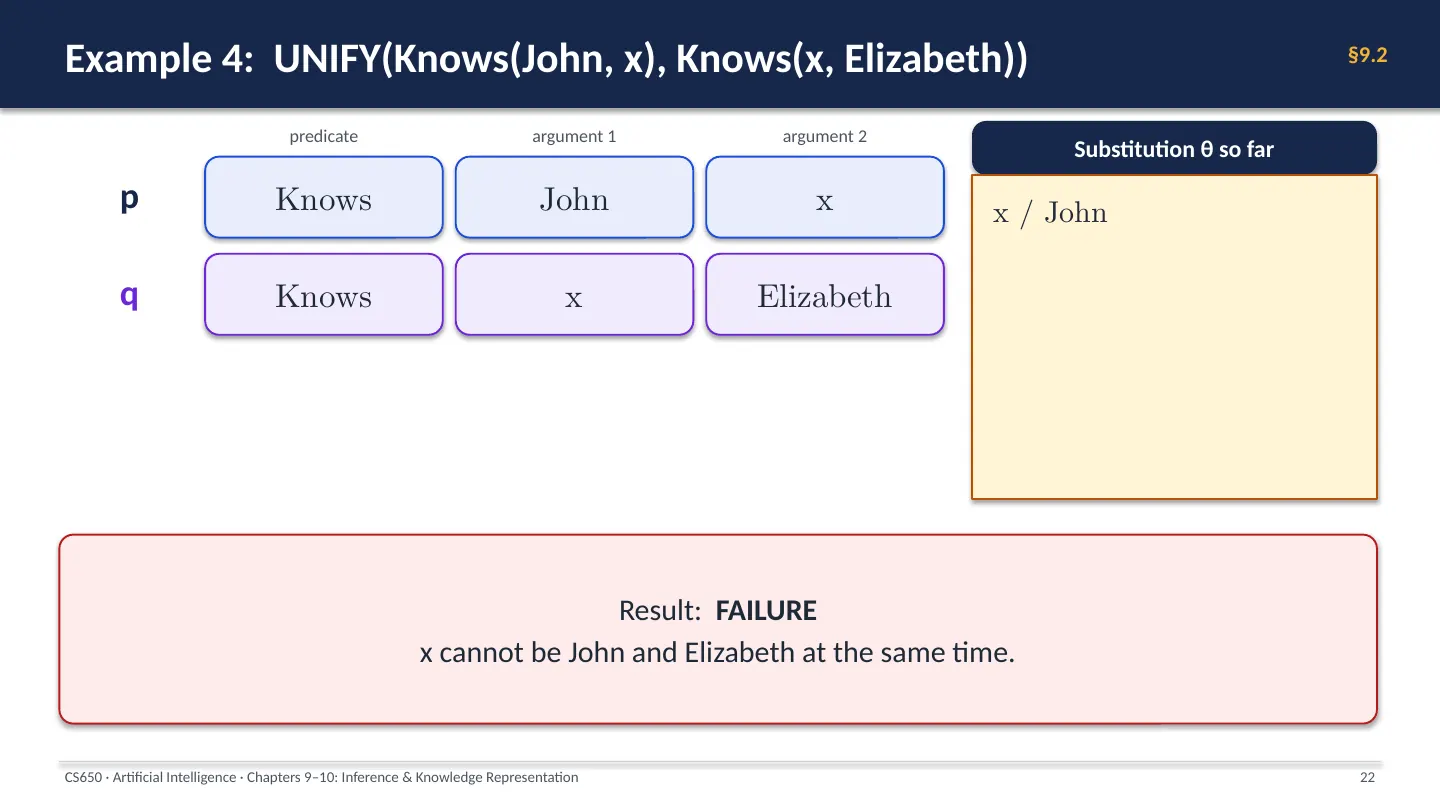 Example 4: UNIFY(Knows(John, x), Knows(x, Elizabeth))
§9.2
predicate
argument 1
argument 2
Substitution θ so far
p
Knows
John
x
x / John
q
Knows
x
Elizabeth
Result: FAILURE
x cannot be John and Elizabeth at the same time.
CS650 · Artificial Intelligence · Chapters 9–10: Inference & Knowledge Representation
22